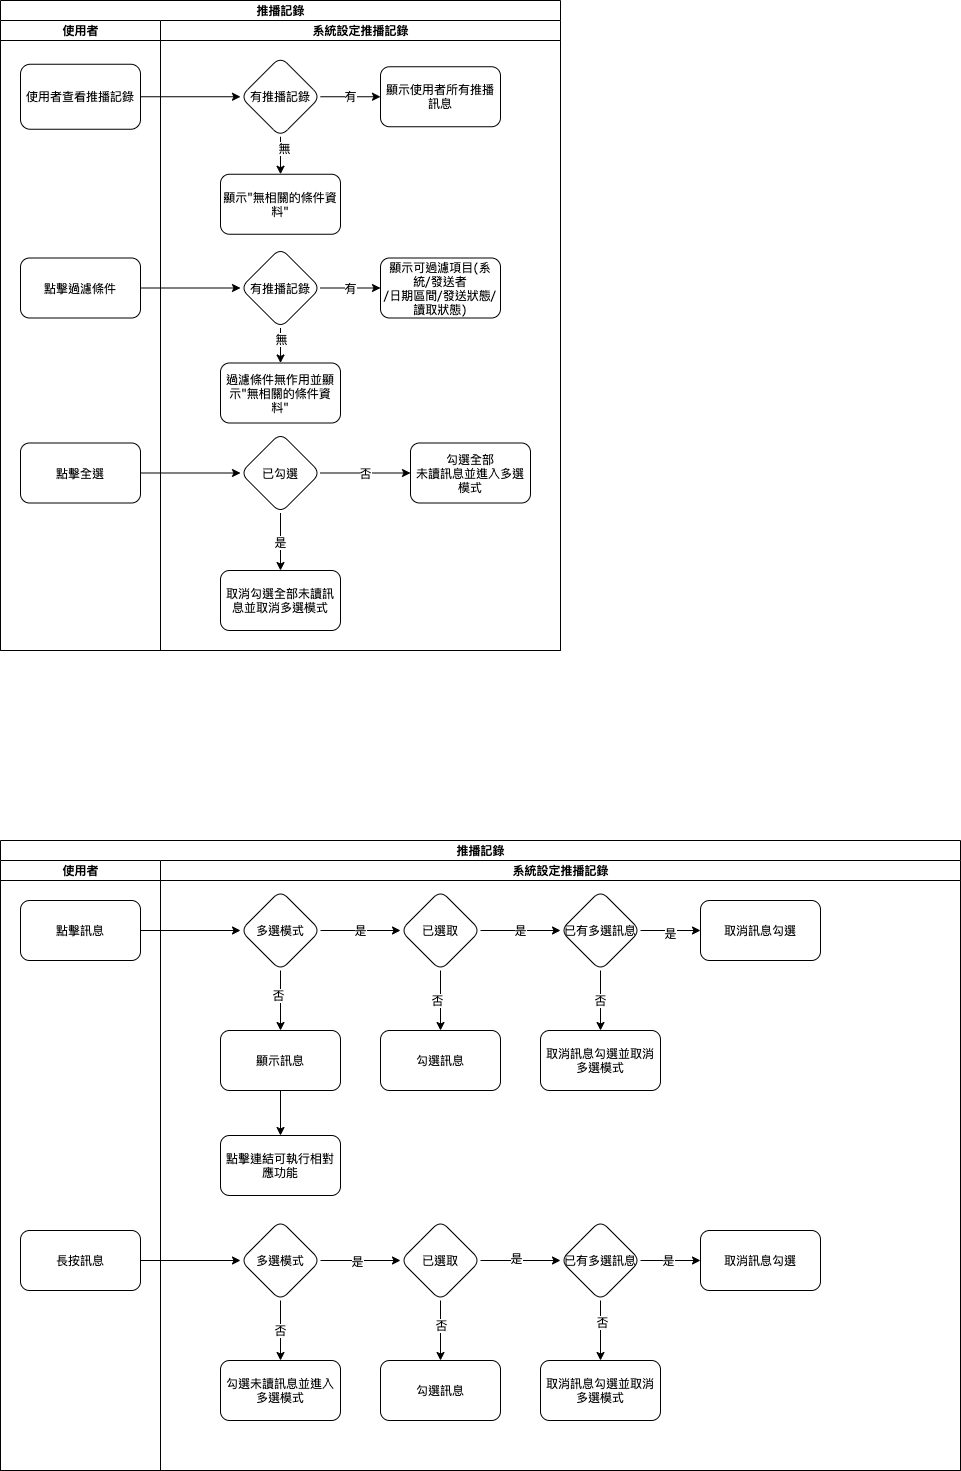 推播記錄
使用者
系統設定推播記錄
使用者查看推播記錄
有推播記錄
有
顯示使用者所有推播
訊息
無
顯示"無相關的條件資
料"
點擊過濾條件
有推播記錄
有
顯示可過濾項目(系
統/發送者
/日期區間/發送狀態/
讀取狀態)
無
過濾條件無作用並顯
示"無相關的條件資
料"
點擊全選
已勾選
否
勾選全部
未讀訊息並進入多選
模式
是
取消勾選全部未讀訊
息並取消多選模式
推播記錄
使用者
系統設定推播記錄
點擊訊息
多選模式
是
已選取
是
已有多選訊息
是
取消訊息勾選
否
否
否
顯示訊息
勾選訊息
取消訊息勾選並取消
多選模式
點擊連結可執行相對
應功能
長按訊息
多選模式
是
已選取
是
已有多選訊息
是
取消訊息勾選
否
否
否
勾選未讀訊息並進入
多選模式
勾選訊息
取消訊息勾選並取消
多選模式